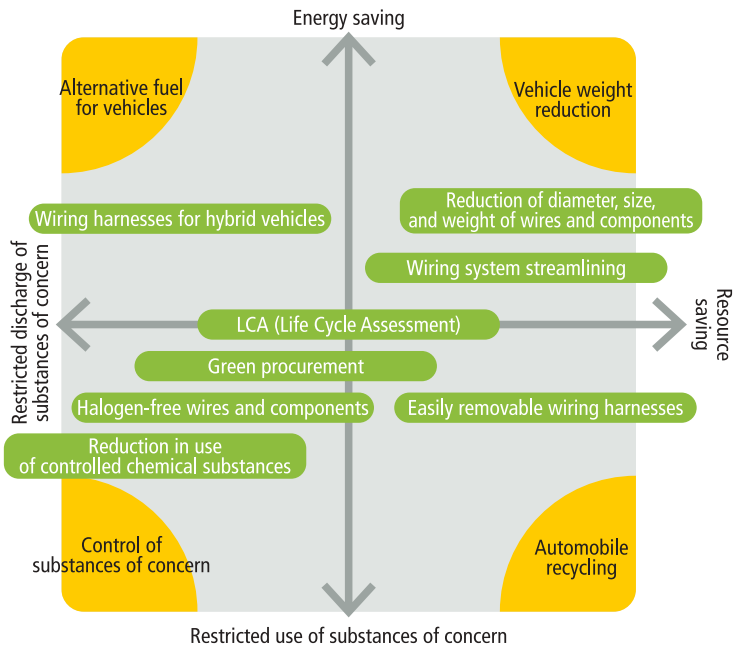 Energy saving
Alternative fuel
for vehicles
Vehicle weight
reduction
Reduction of diameter, size,
and weight of wires and components
Wiring harnesses for hybrid vehicles
Wiring system streamlining
Restricted discharge of
substances of concern
LCA (Life Cycle Assessment)
Resource
saving
Green procurement
Halogen-free wires and components
Easily removable wiring harnesses
Reduction in use
of controlled chemical substances
Control of
substances of concern
Automobile
recycling
Restricted use of substances of concern